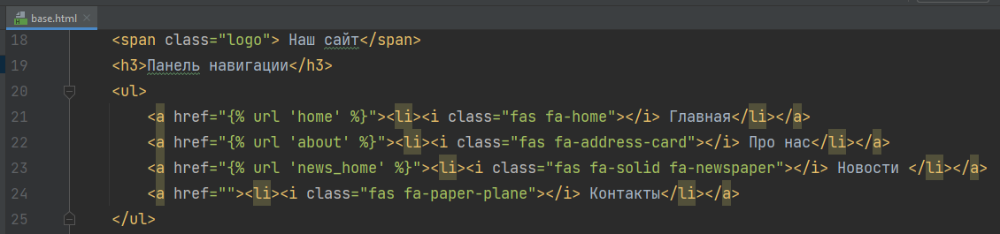 base.html
18 <span class="logo"> Наш сайт</span>
19 <h3>Панель навигации</h3>
20 <ul>
21 <a href="{% url 'home' %}"><li><i class="fas fa-home"></i> Главная</li></a>
22 <a href="{% url 'about' %}"><li><i class="fas fa-address-card"></i> Про нас</li></a>
23 <a href="{% url 'news_home' %}"><li><i class="fas fa-solid fa-newspaper"></i> Новости </li></a>
24 <a href=""><li><i class="fas fa-paper-plane"></i> Контакты</li></a>
25 </ul>